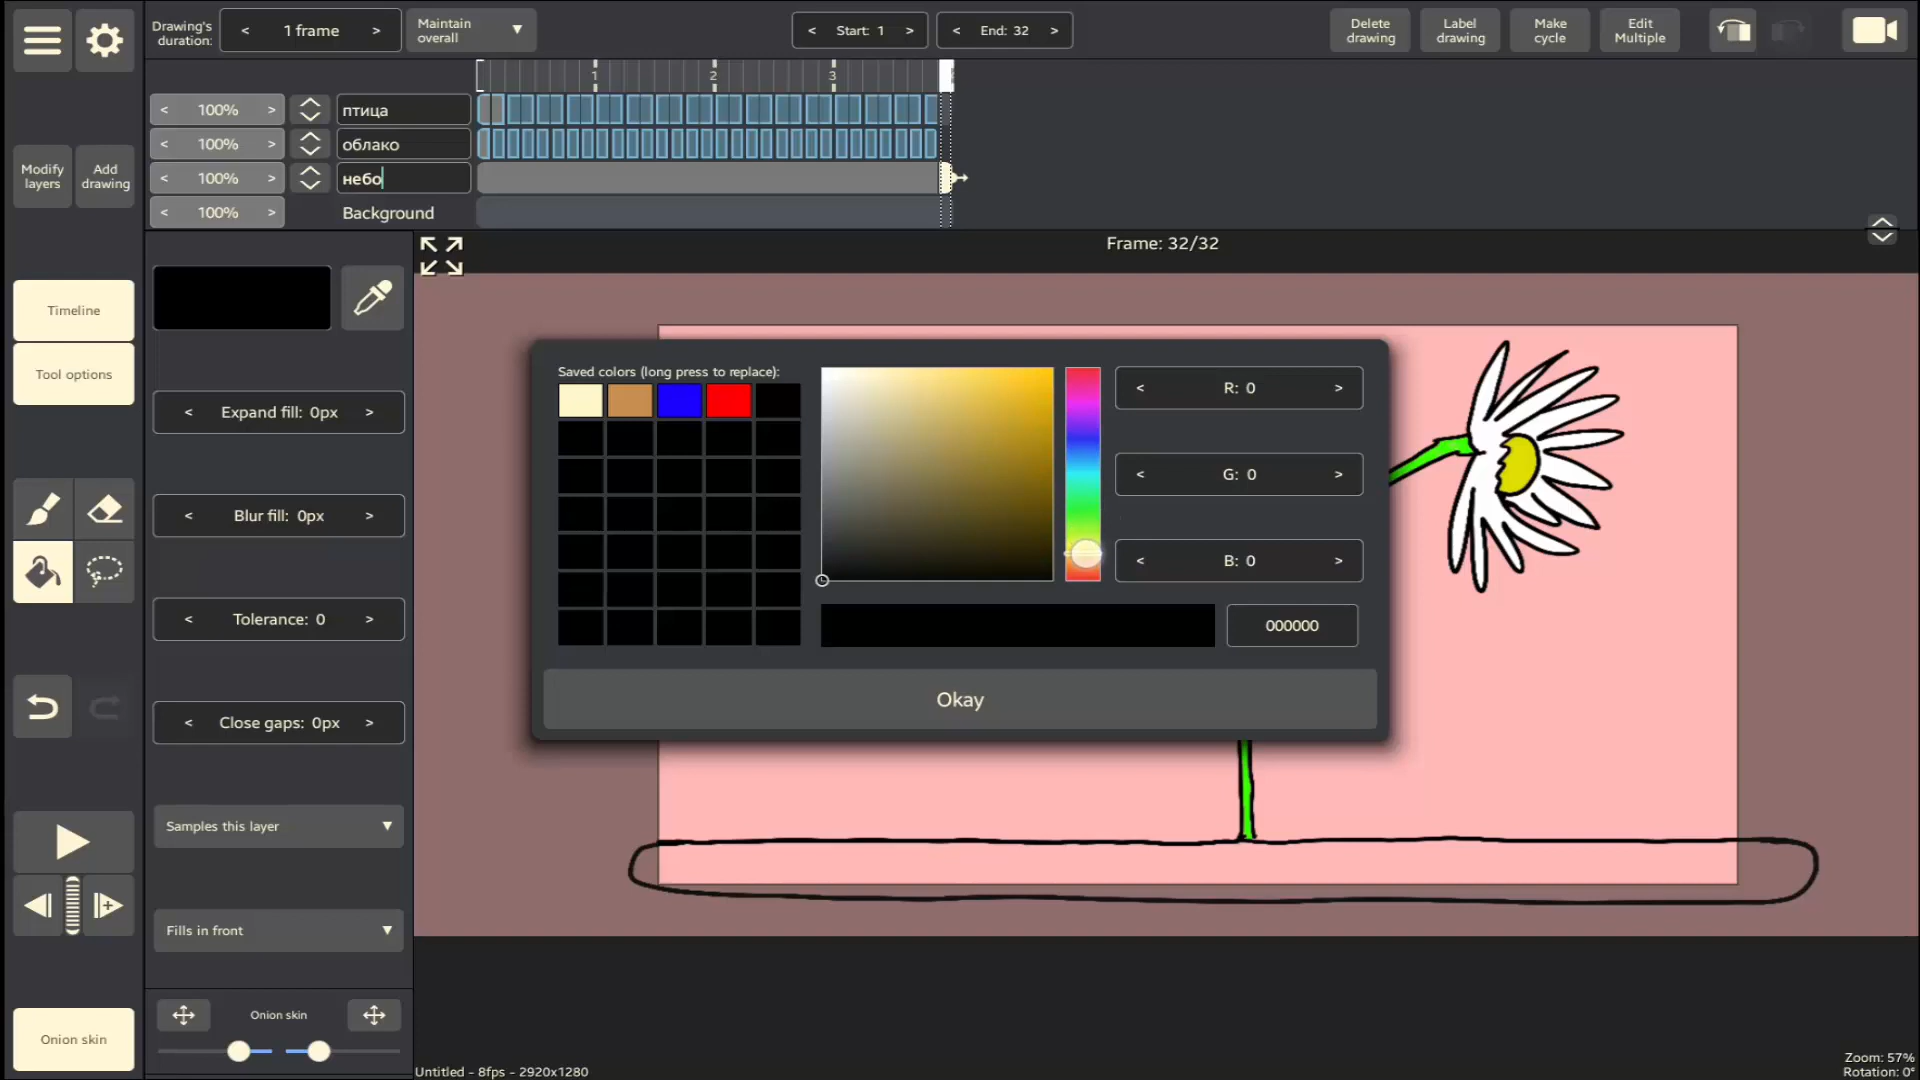 Drawing's
duration:
< 1 frame >
Maintain
overall ▼
< Start: 1 >
< End: 32 >
Delete
drawing
Label
drawing
Make
cycle
Edit
Multiple
1 2 3
< 100% > птица
< 100% > облако
Modify
layers
Add
drawing
< 100% > небо
< 100% > Background
Frame: 32/32
Timeline
Tool options
Saved colors (long press to replace):
< R: 0 >
< Expand fill: 0px >
< G: 0 >
< Blur fill: 0px >
< B: 0 >
< Tolerance: 0 >
000000
Okay
< Close gaps: 0px >
Samples this layer ▼
Fills in front ▼
Onion skin
Onion skin
Untitled - 8fps - 2920x1280
Zoom: 57%
Rotation: 0°